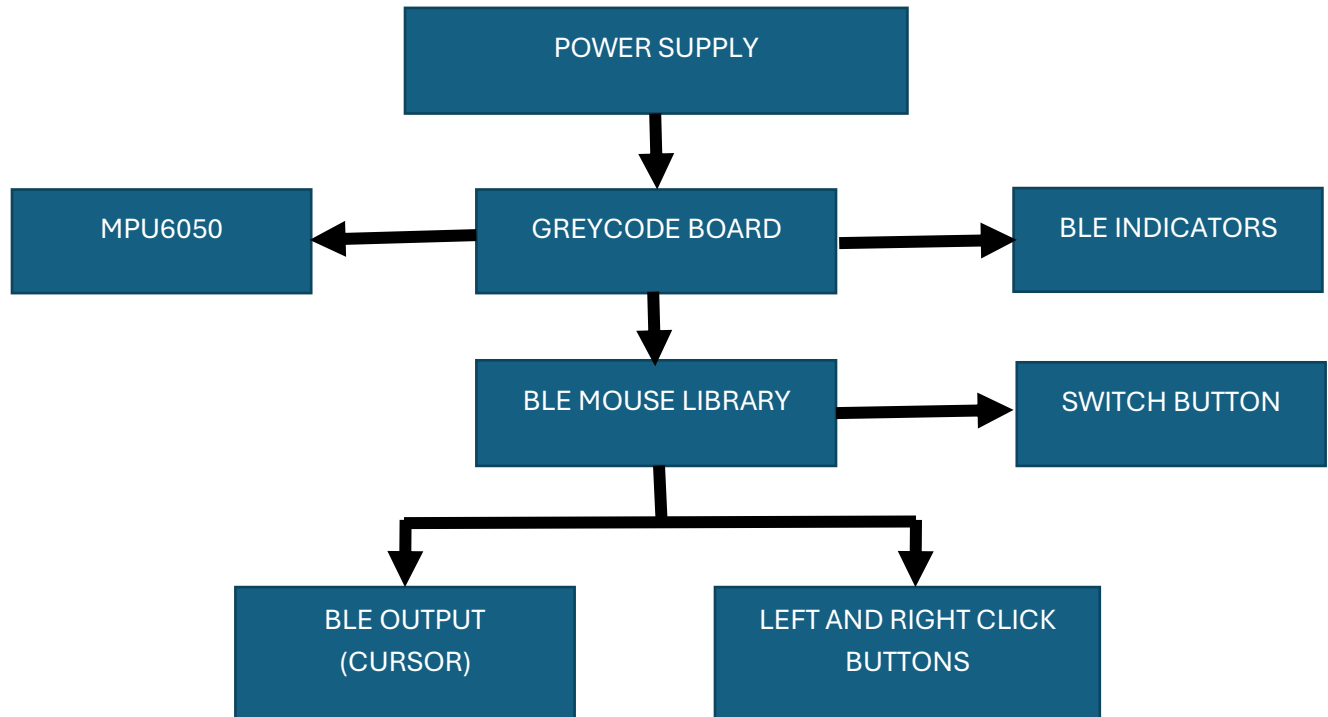 POWER SUPPLY
MPU6050
GREYCODE BOARD
BLE INDICATORS
BLE MOUSE LIBRARY
SWITCH BUTTON
BLE OUTPUT
(CURSOR)
LEFT AND RIGHT CLICK
BUTTONS